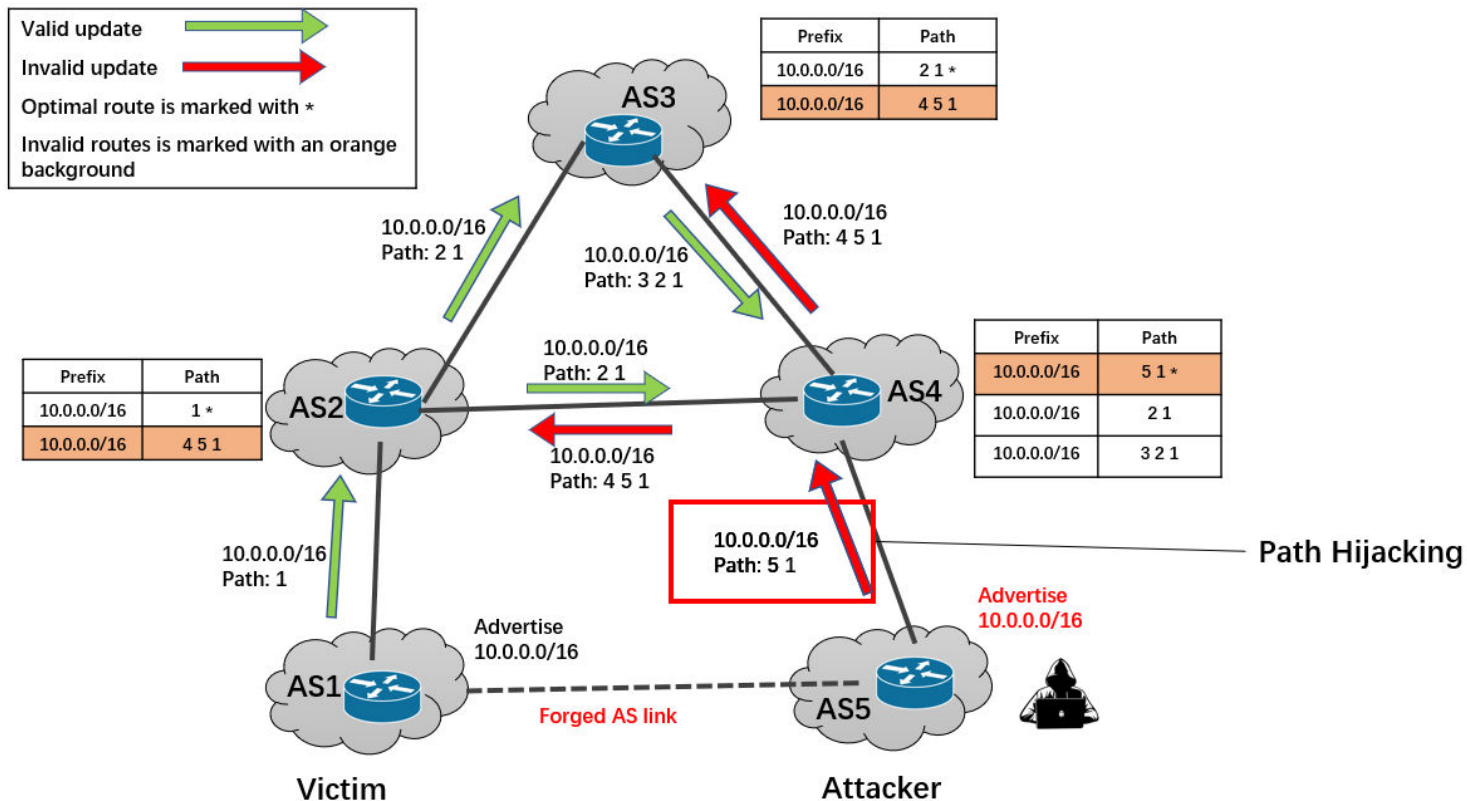 Valid update
Invalid update
Optimal route is marked with *
Invalid routes is marked with an orange
background
Prefix Path
10.0.0.0/16 2 1 *
10.0.0.0/16 4 5 1
AS3
10.0.0.0/16
Path: 2 1
10.0.0.0/16
Path: 3 2 1
10.0.0.0/16
Path: 4 5 1
Prefix Path
10.0.0.0/16 1 *
10.0.0.0/16 4 5 1
AS2
10.0.0.0/16
Path: 2 1
10.0.0.0/16
Path: 4 5 1
AS4
Prefix Path
10.0.0.0/16 5 1 *
10.0.0.0/16 2 1
10.0.0.0/16 3 2 1
10.0.0.0/16
Path: 1
10.0.0.0/16
Path: 5 1
Path Hijacking
Advertise
10.0.0.0/16
Advertise
10.0.0.0/16
AS1
Forged AS link
AS5
Victim
Attacker